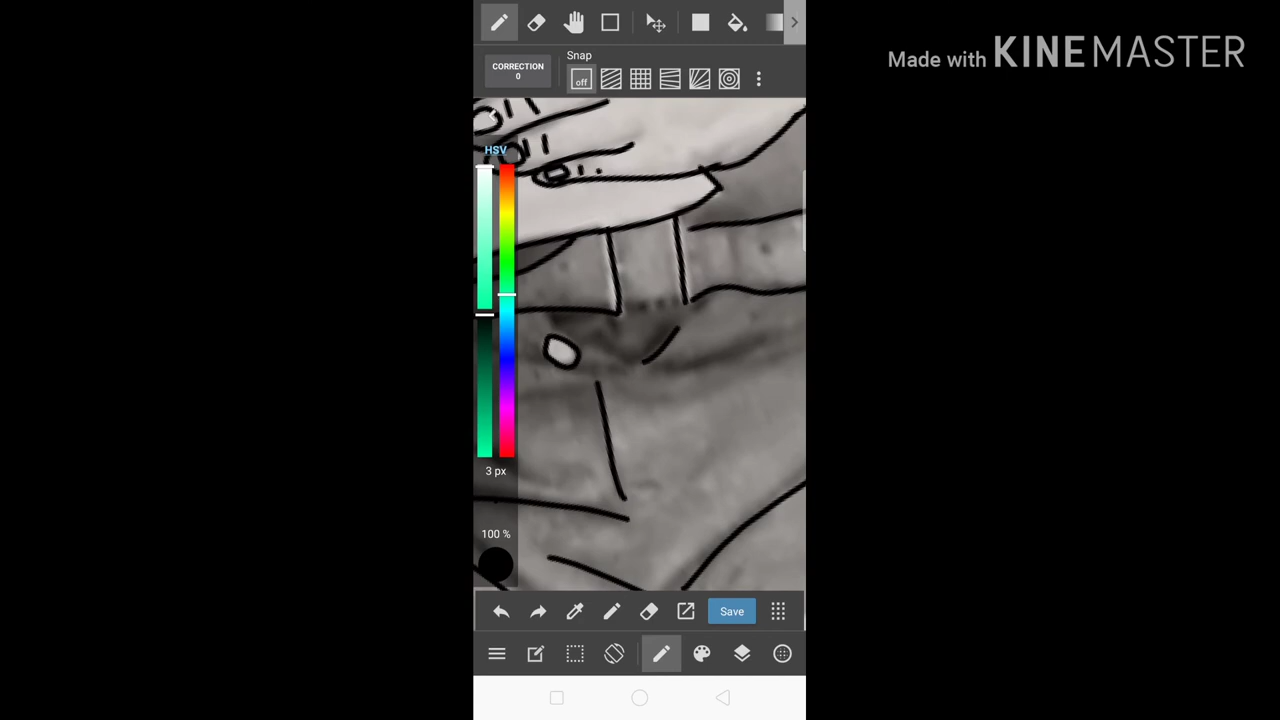 Made with KINEMASTER
CORRECTION
0
Snap
off
HSV
3 px
100 %
Save